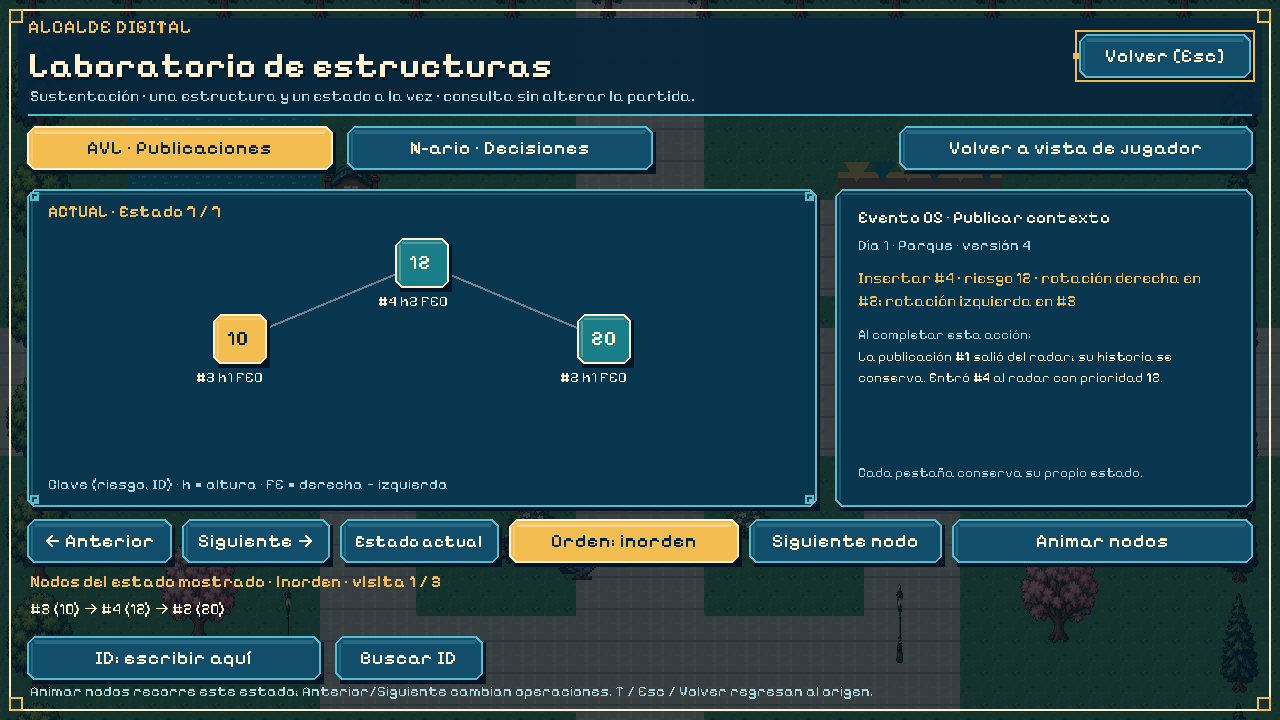 ALCALDE DIGITAL
Laboratorio de estructuras
Volver (Esc)
Sustentación · una estructura y un estado a la vez · consulta sin alterar la partida.
AVL · Publicaciones
N-ario · Decisiones
Volver a vista de jugador
ACTUAL · Estado 7 / 7
12
#4 h2 FE0
10
#3 h1 FE0
20
#2 h1 FE0
Clave (riesgo, ID) · h = altura · FE = derecha - izquierda
Evento 08 · Publicar contexto
Día 1 · Parque · versión 4
Insertar #4 · riesgo 12 · rotación derecha en
#2; rotación izquierda en #3
Al completar esta acción:
La publicación #1 salió del radar; su historia se
conserva. Entró #4 al radar con prioridad 12.
Cada pestaña conserva su propio estado.
← Anterior
Siguiente →
Estado actual
Orden: inorden
Siguiente nodo
Animar nodos
Nodos del estado mostrado · inorden · visita 1 / 3
#3 (10) → #4 (12) → #2 (20)
ID: escribir aquí
Buscar ID
Animar nodos recorre este estado; Anterior/Siguiente cambian operaciones. T / Esc / Volver regresan al origen.